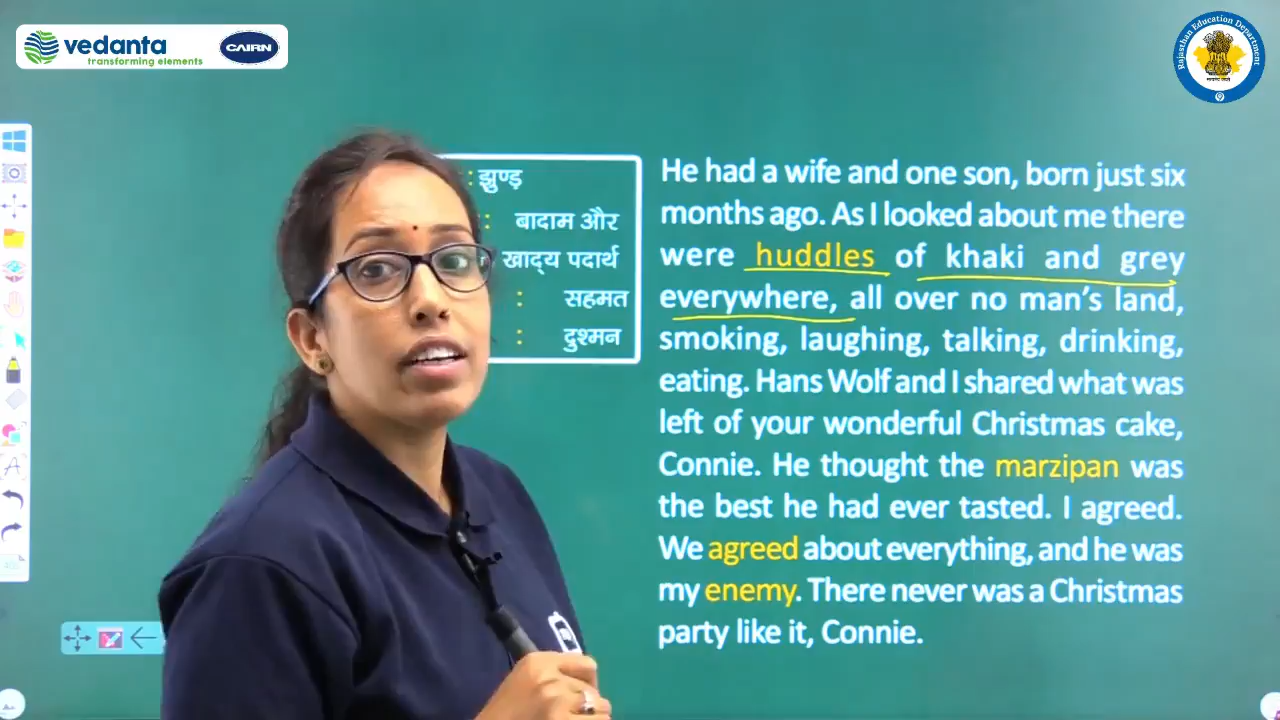 vedanta
transforming elements
CAIRN
Rajasthan Education Department
: झुण्ड़
: बादाम और
खाद्य पदार्थ
: सहमत
: दुश्मन
He had a wife and one son, born just six
months ago. As I looked about me there
were huddles of khaki and grey
everywhere, all over no man's land,
smoking, laughing, talking, drinking,
eating. Hans Wolf and I shared what was
left of your wonderful Christmas cake,
Connie. He thought the marzipan was
the best he had ever tasted. I agreed.
We agreed about everything, and he was
my enemy. There never was a Christmas
party like it, Connie.